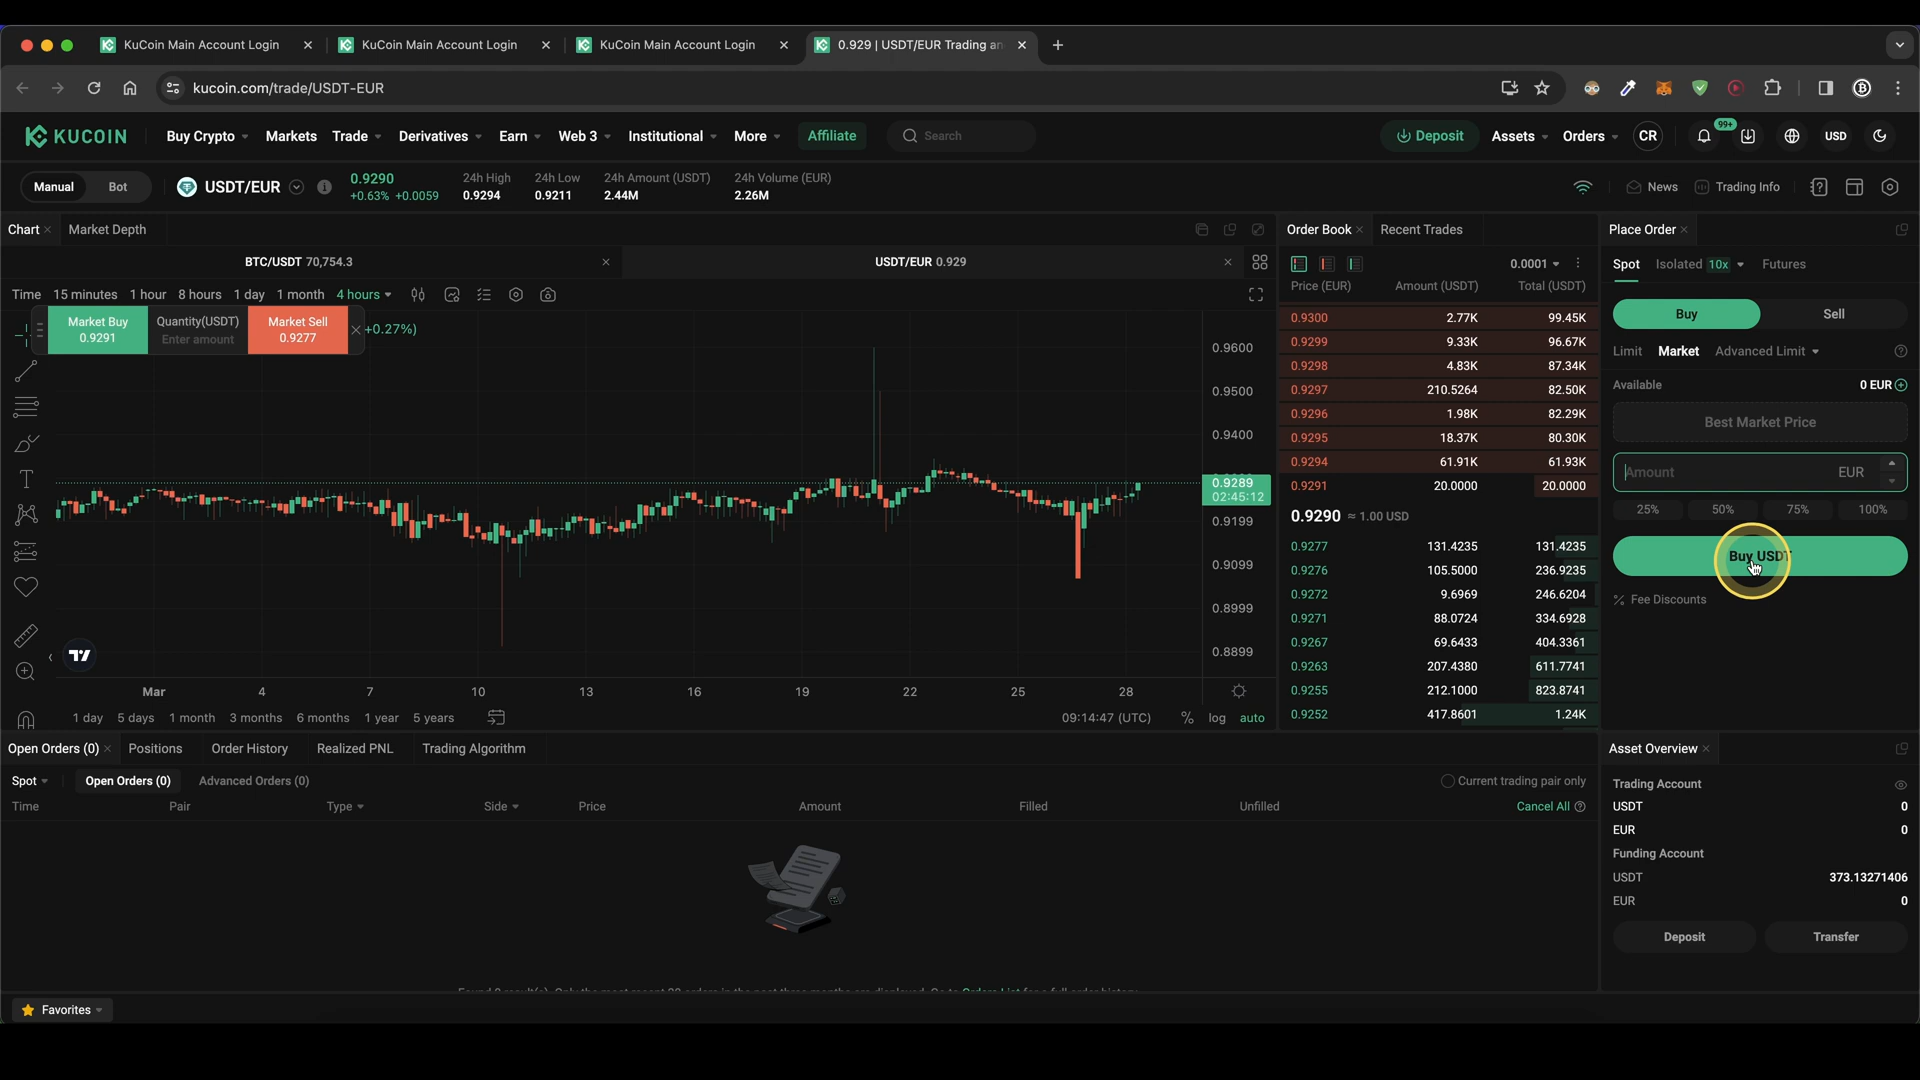 KuCoin Main Account Login
KuCoin Main Account Login
KuCoin Main Account Login
0.929 | USDT/EUR Trading an
kucoin.com/trade/USDT-EUR
KUCOIN
Buy Crypto
Markets
Trade
Derivatives
Earn
Web 3
Institutional
More
Affiliate
Search
Deposit
Assets
Orders
CR
99+
USD
Manual
Bot
USDT/EUR
0.9290
+0.63% +0.0059
24h High
0.9294
24h Low
0.9211
24h Amount (USDT)
2.44M
24h Volume (EUR)
2.26M
News
Trading Info
Chart
Market Depth
BTC/USDT 70,754.3
USDT/EUR 0.929
Time 15 minutes 1 hour 8 hours 1 day 1 month 4 hours
Market Buy
0.9291
Quantity(USDT)
Enter amount
Market Sell
0.9277
+0.27%)
0.9600
0.9500
0.9400
0.9289
02:45:12
0.9199
0.9099
0.8999
0.8899
Mar 4 7 10 13 16 19 22 25 28
1 day 5 days 1 month 3 months 6 months 1 year 5 years
09:14:47 (UTC)
% log auto
Order Book
Recent Trades
0.0001
Price (EUR) Amount (USDT) Total (USDT)
0.9300 2.77K 99.45K
0.9299 9.33K 96.67K
0.9298 4.83K 87.34K
0.9297 210.5264 82.50K
0.9296 1.98K 82.29K
0.9295 18.37K 80.30K
0.9294 61.91K 61.93K
0.9291 20.0000 20.0000
0.9290 ≈ 1.00 USD
0.9277 131.4235 131.4235
0.9276 105.5000 236.9235
0.9272 9.6969 246.6204
0.9271 88.0724 334.6928
0.9267 69.6433 404.3361
0.9263 207.4380 611.7741
0.9255 212.1000 823.8741
0.9252 417.8601 1.24K
Place Order
Spot Isolated 10x Futures
Buy
Sell
Limit Market Advanced Limit
Available 0 EUR
Best Market Price
Amount EUR
25% 50% 75% 100%
Buy USDT
% Fee Discounts
Open Orders (0)
Positions
Order History
Realized PNL
Trading Algorithm
Spot
Open Orders (0)
Advanced Orders (0)
Current trading pair only
Time Pair Type Side Price Amount Filled Unfilled Cancel All
Asset Overview
Trading Account
USDT 0
EUR 0
Funding Account
USDT 373.13271406
EUR 0
Deposit
Transfer
Favorites